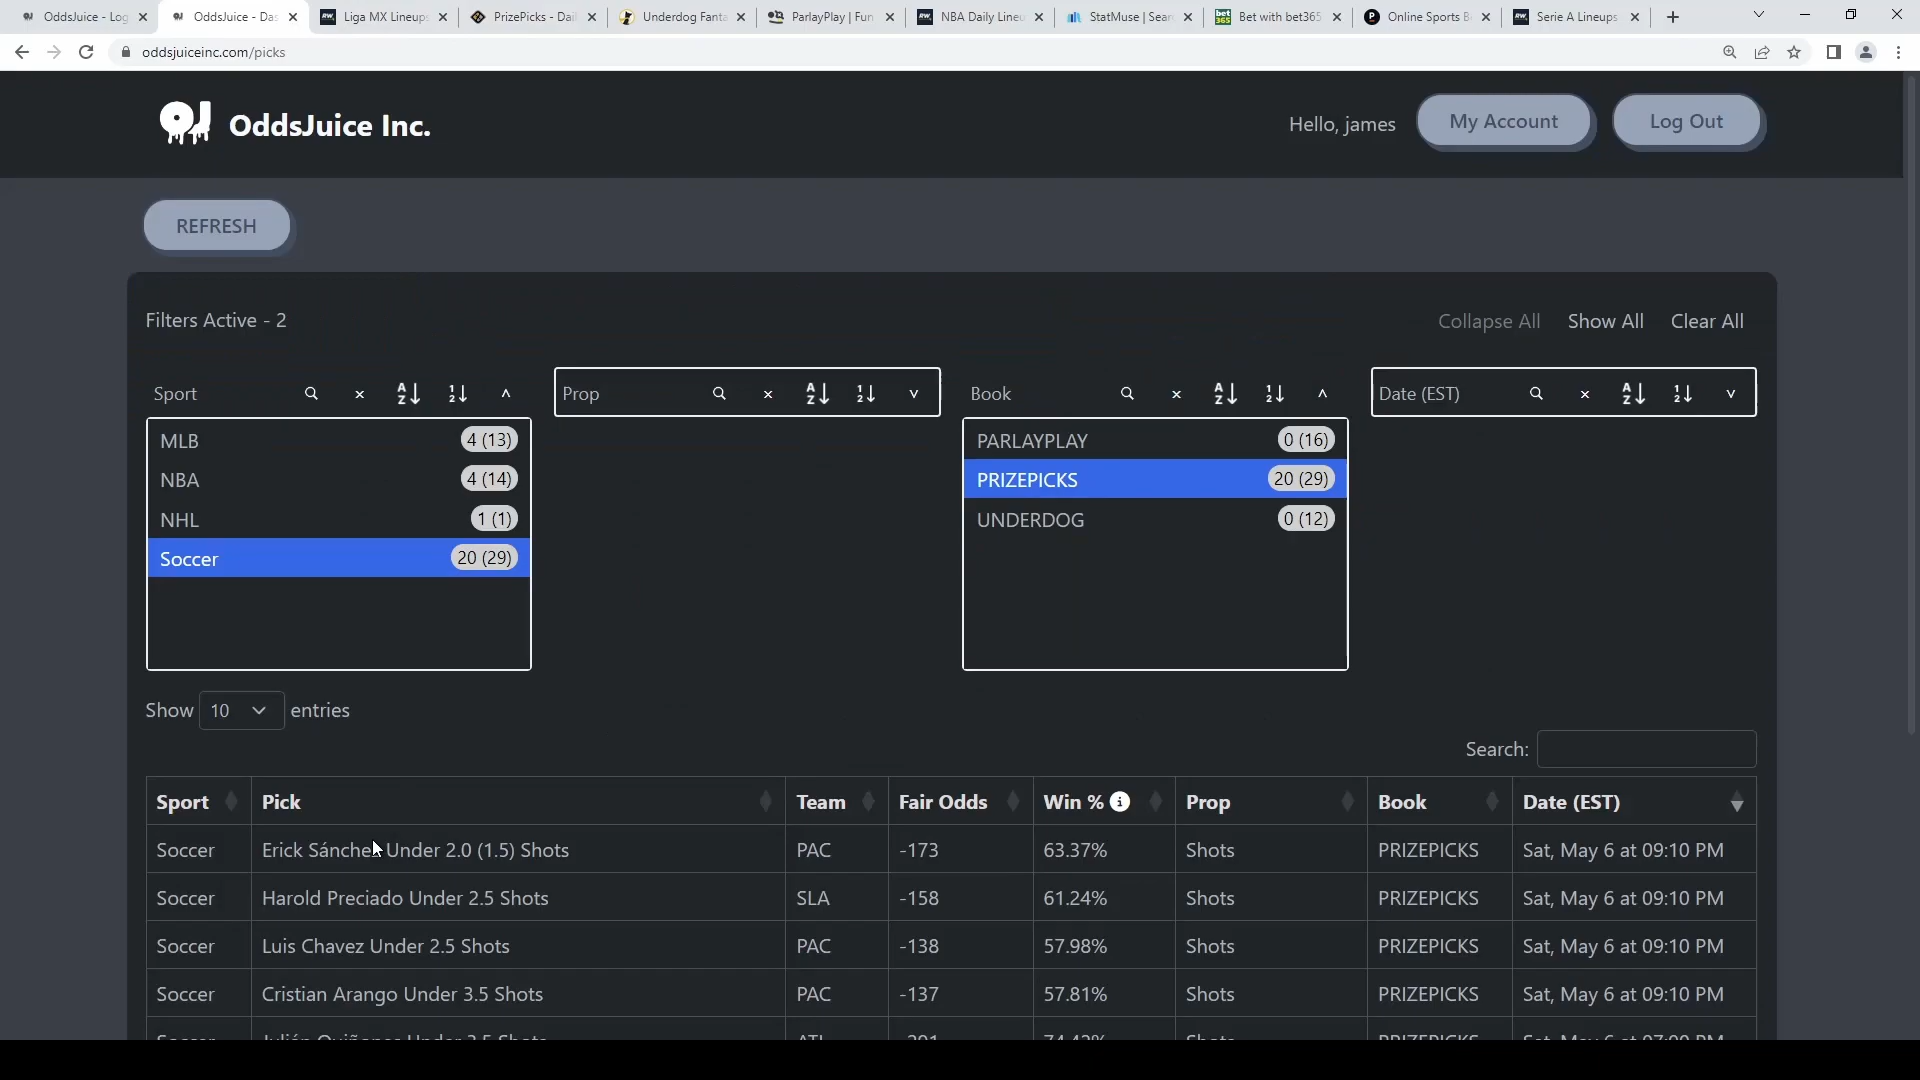 OddsJuice - Log
OddsJuice - Das
Liga MX Lineups
PrizePicks - Dail
Underdog Fanta
ParlayPlay | Fun
NBA Daily Lineu
StatMuse | Sear
Bet with bet365
Online Sports B
Serie A Lineups
oddsjuiceinc.com/picks
OddsJuice Inc.
Hello, james
My Account
Log Out
REFRESH
Filters Active - 2
Collapse All Show All Clear All
Sport
Prop
Book
Date (EST)
MLB 4 (13)
NBA 4 (14)
NHL 1 (1)
Soccer 20 (29)
PARLAYPLAY 0 (16)
PRIZEPICKS 20 (29)
UNDERDOG 0 (12)
Show 10 entries
Search:
Sport Pick Team Fair Odds Win % Prop Book Date (EST)
Soccer Erick Sánchez Under 2.0 (1.5) Shots PAC -173 63.37% Shots PRIZEPICKS Sat, May 6 at 09:10 PM
Soccer Harold Preciado Under 2.5 Shots SLA -158 61.24% Shots PRIZEPICKS Sat, May 6 at 09:10 PM
Soccer Luis Chavez Under 2.5 Shots PAC -138 57.98% Shots PRIZEPICKS Sat, May 6 at 09:10 PM
Soccer Cristian Arango Under 3.5 Shots PAC -137 57.81% Shots PRIZEPICKS Sat, May 6 at 09:10 PM